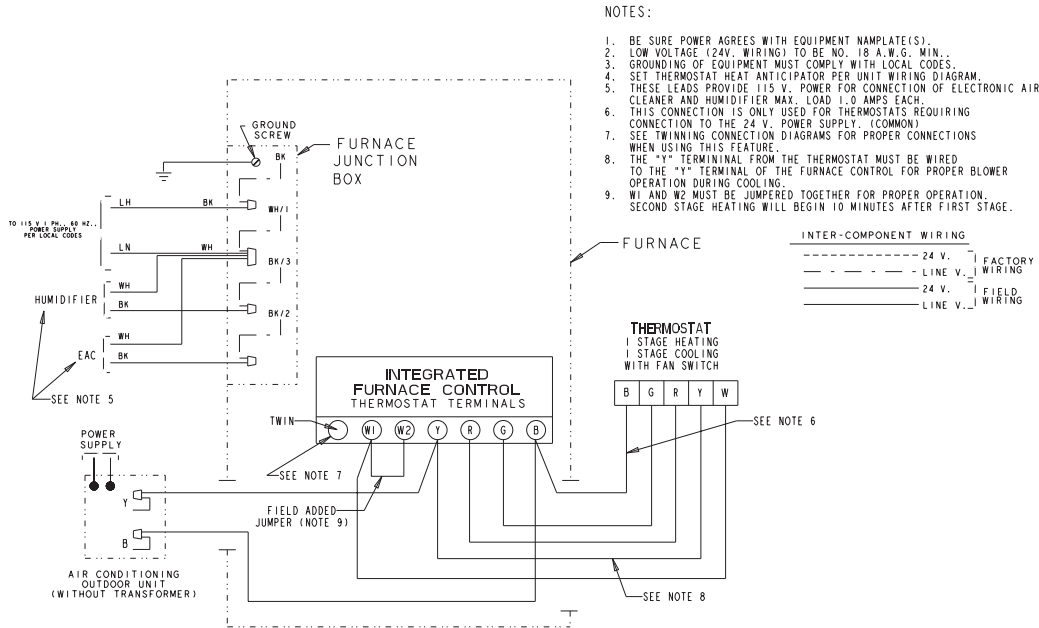 NOTES:
1. BE SURE POWER AGREES WITH EQUIPMENT NAMPLATE(S).
2. LOW VOLTAGE (24V. WIRING) TO BE NO. 18 A.W.G. MIN..
3. GROUNDING OF EQUIPMENT MUST COMPLY WITH LOCAL CODES.
4. SET THERMOSTAT HEAT ANTICIPATOR PER UNIT WIRING DIAGRAM.
5. THESE LEADS PROVIDE 115 V. POWER FOR CONNECTION OF ELECTRONIC AIR
CLEANER AND HUMIDIFIER MAX. LOAD 1.0 AMPS EACH.
6. THIS CONNECTION IS ONLY USED FOR THERMOSTATS REQUIRING
CONNECTION TO THE 24 V. POWER SUPPLY. (COMMON)
7. SEE TWINNING CONNECTION DIAGRAMS FOR PROPER CONNECTIONS
WHEN USING THIS FEATURE.
8. THE "Y" TERMININAL FROM THE THERMOSTAT MUST BE WIRED
TO THE "Y" TERMINAL OF THE FURNACE CONTROL FOR PROPER BLOWER
OPERATION DURING COOLING.
9. W1 AND W2 MUST BE JUMPERED TOGETHER FOR PROPER OPERATION.
SECOND STAGE HEATING WILL BEGIN 10 MINUTES AFTER FIRST STAGE.
INTER-COMPONENT WIRING
24 V.
LINE V.
FACTORY
WIRING
24 V.
LINE V.
FIELD
WIRING
GROUND
SCREW
FURNACE
JUNCTION
BOX
BK
LH
BK
WH/1
TO 115 V 1 PH., 60 HZ..
POWER SUPPLY
PER LOCAL CODES
LN
WH
BK/3
WH
HUMIDIFIER
BK
BK/2
WH
EAC
BK
SEE NOTE 5
FURNACE
THERMOSTAT
1 STAGE HEATING
1 STAGE COOLING
WITH FAN SWITCH
B G R Y W
INTEGRATED
FURNACE CONTROL
THERMOSTAT TERMINALS
TWIN
W1 W2 Y R G B
SEE NOTE 6
SEE NOTE 7
POWER
SUPPLY
Y
FIELD ADDED
JUMPER (NOTE 9)
B
AIR CONDITIONING
OUTDOOR UNIT
(WITHOUT TRANSFORMER)
SEE NOTE 8